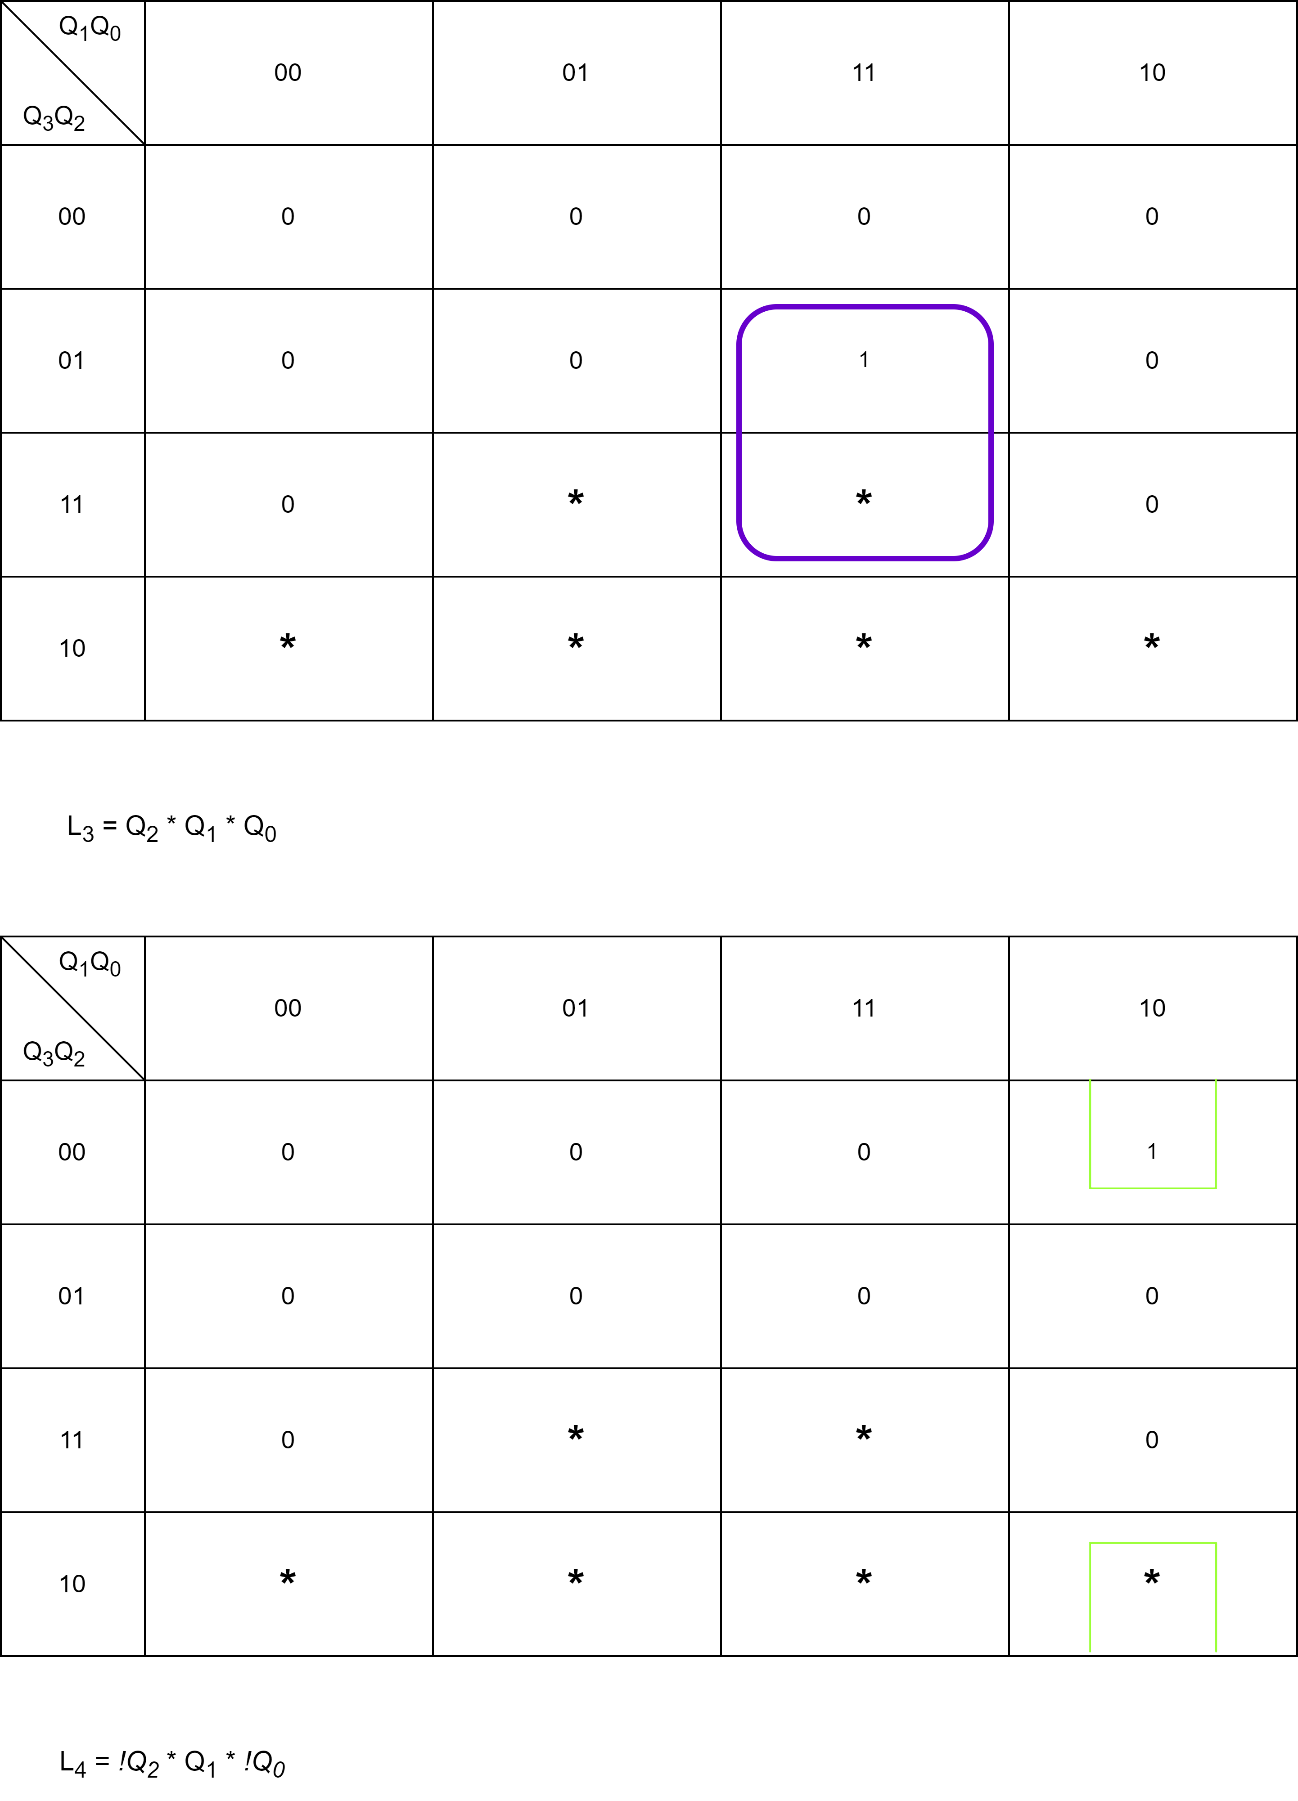 Q1Q0
Q3Q2
00 01 11 10
00 0 0 0 0
01 0 0 1 0
11 0 * * 0
10 * * * *
L3 = Q2 * Q1 * Q0
Q1Q0
Q3Q2
00 01 11 10
00 0 0 0 1
01 0 0 0 0
11 0 * * 0
10 * * * *
L4 = !Q2 * Q1 * !Q0